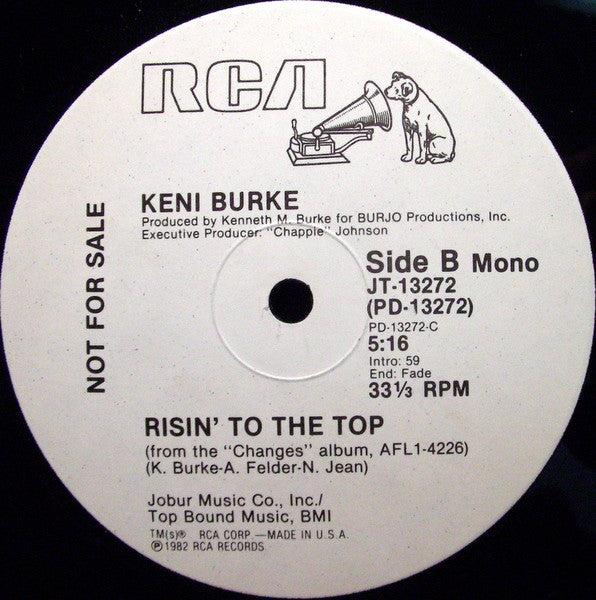 RCA
KENI BURKE
Produced by Kenneth M. Burke for BURJO Productions, Inc.
Executive Producer: "Chappie" Johnson
NOT FOR SALE
Side B Mono
JT-13272
(PD-13272)
PD-13272-C
5:16
Intro: 59
End: Fade
33⅓ RPM
RISIN' TO THE TOP
(from the "Changes" album, AFL1-4226)
(K. Burke-A. Felder-N. Jean)
Jobur Music Co., Inc./
Top Bound Music, BMI
TM(s)® RCA CORP.—MADE IN U.S.A.
℗1982 RCA RECORDS